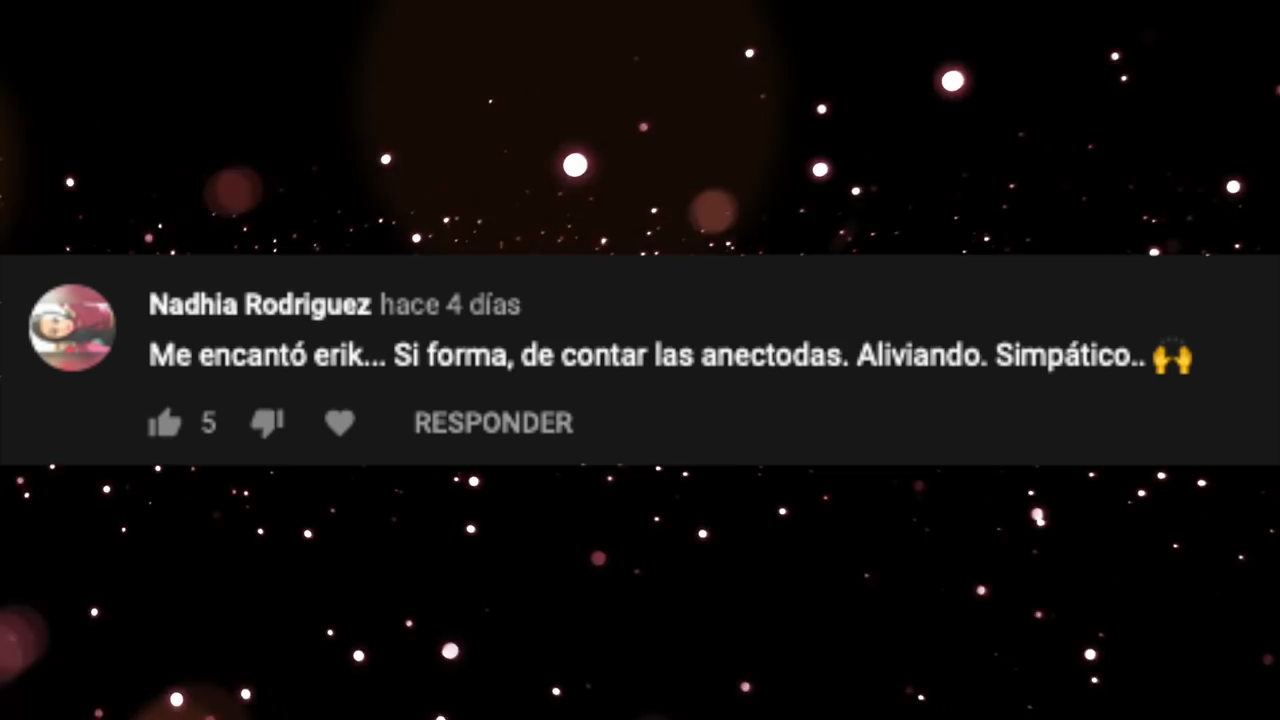 Nadhia Rodriguez hace 4 días
Me encantó erik... Si forma, de contar las anectodas. Aliviando. Simpático.. 🙌
5 RESPONDER